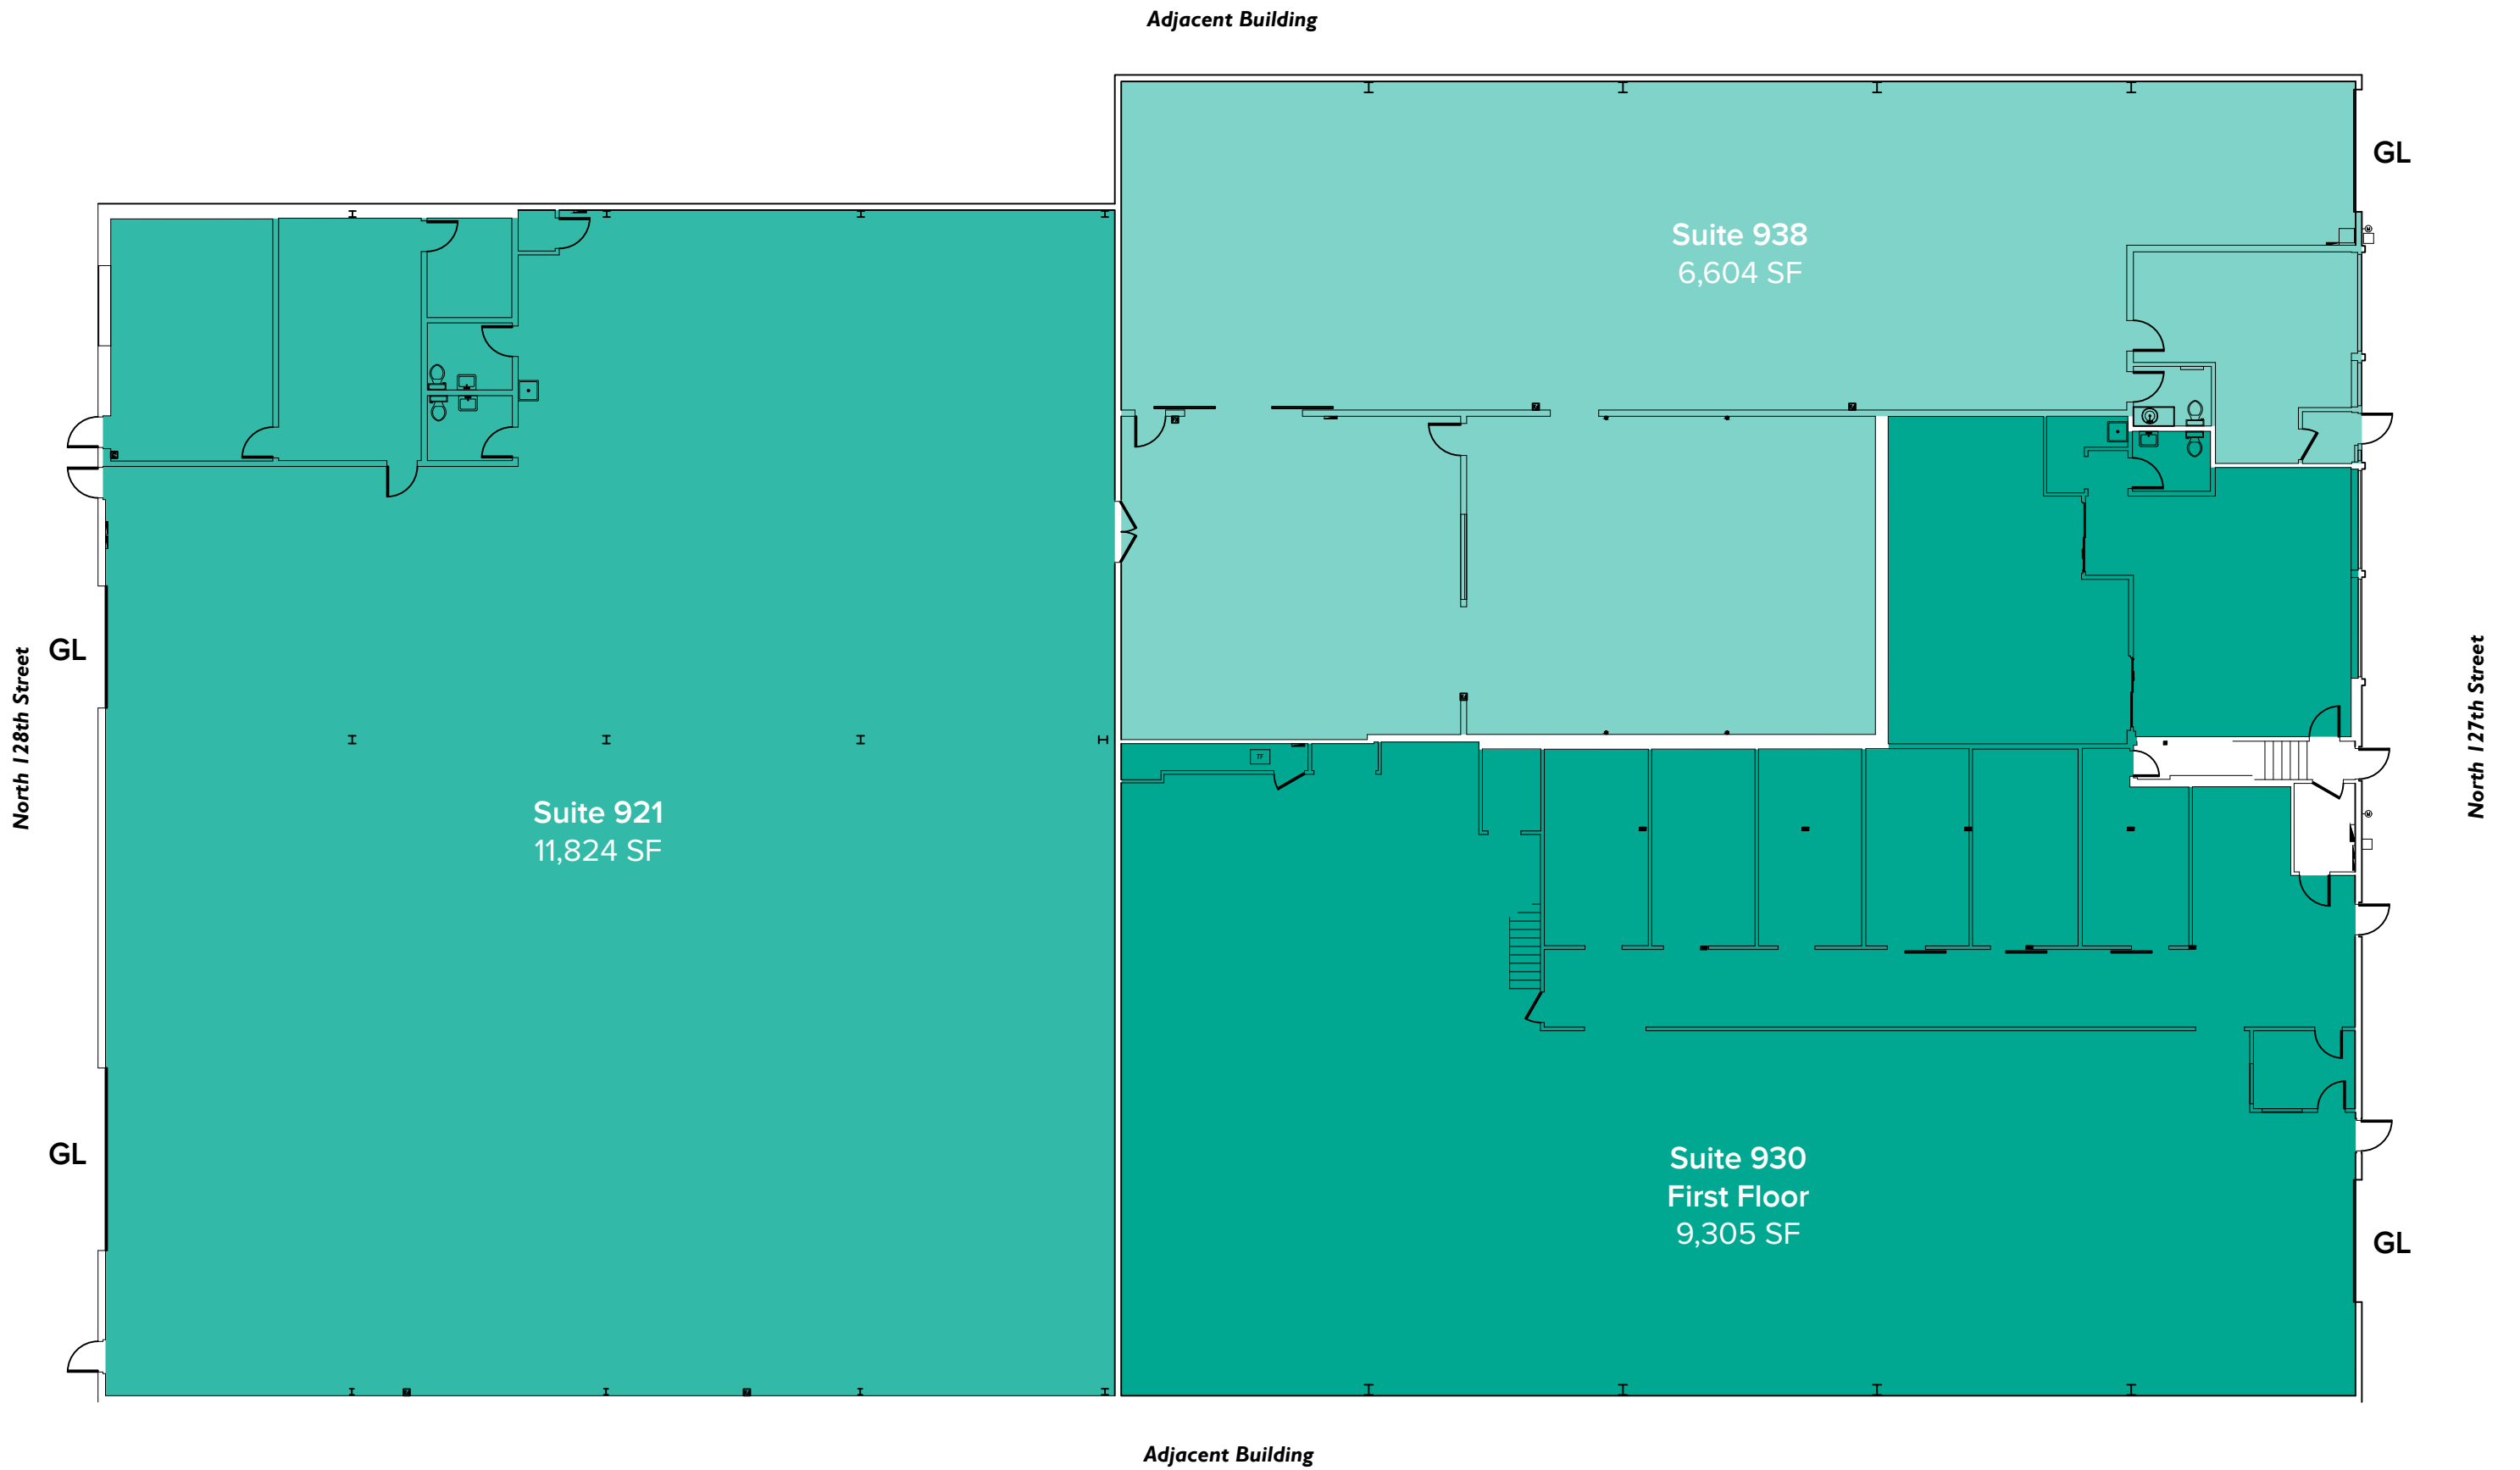 Adjacent Building
GL
Suite 938
6,604 SF
GL
North 128th Street
North 127th Street
TF
Suite 921
11,824 SF
GL
Suite 930
First Floor
9,305 SF
GL
Adjacent Building